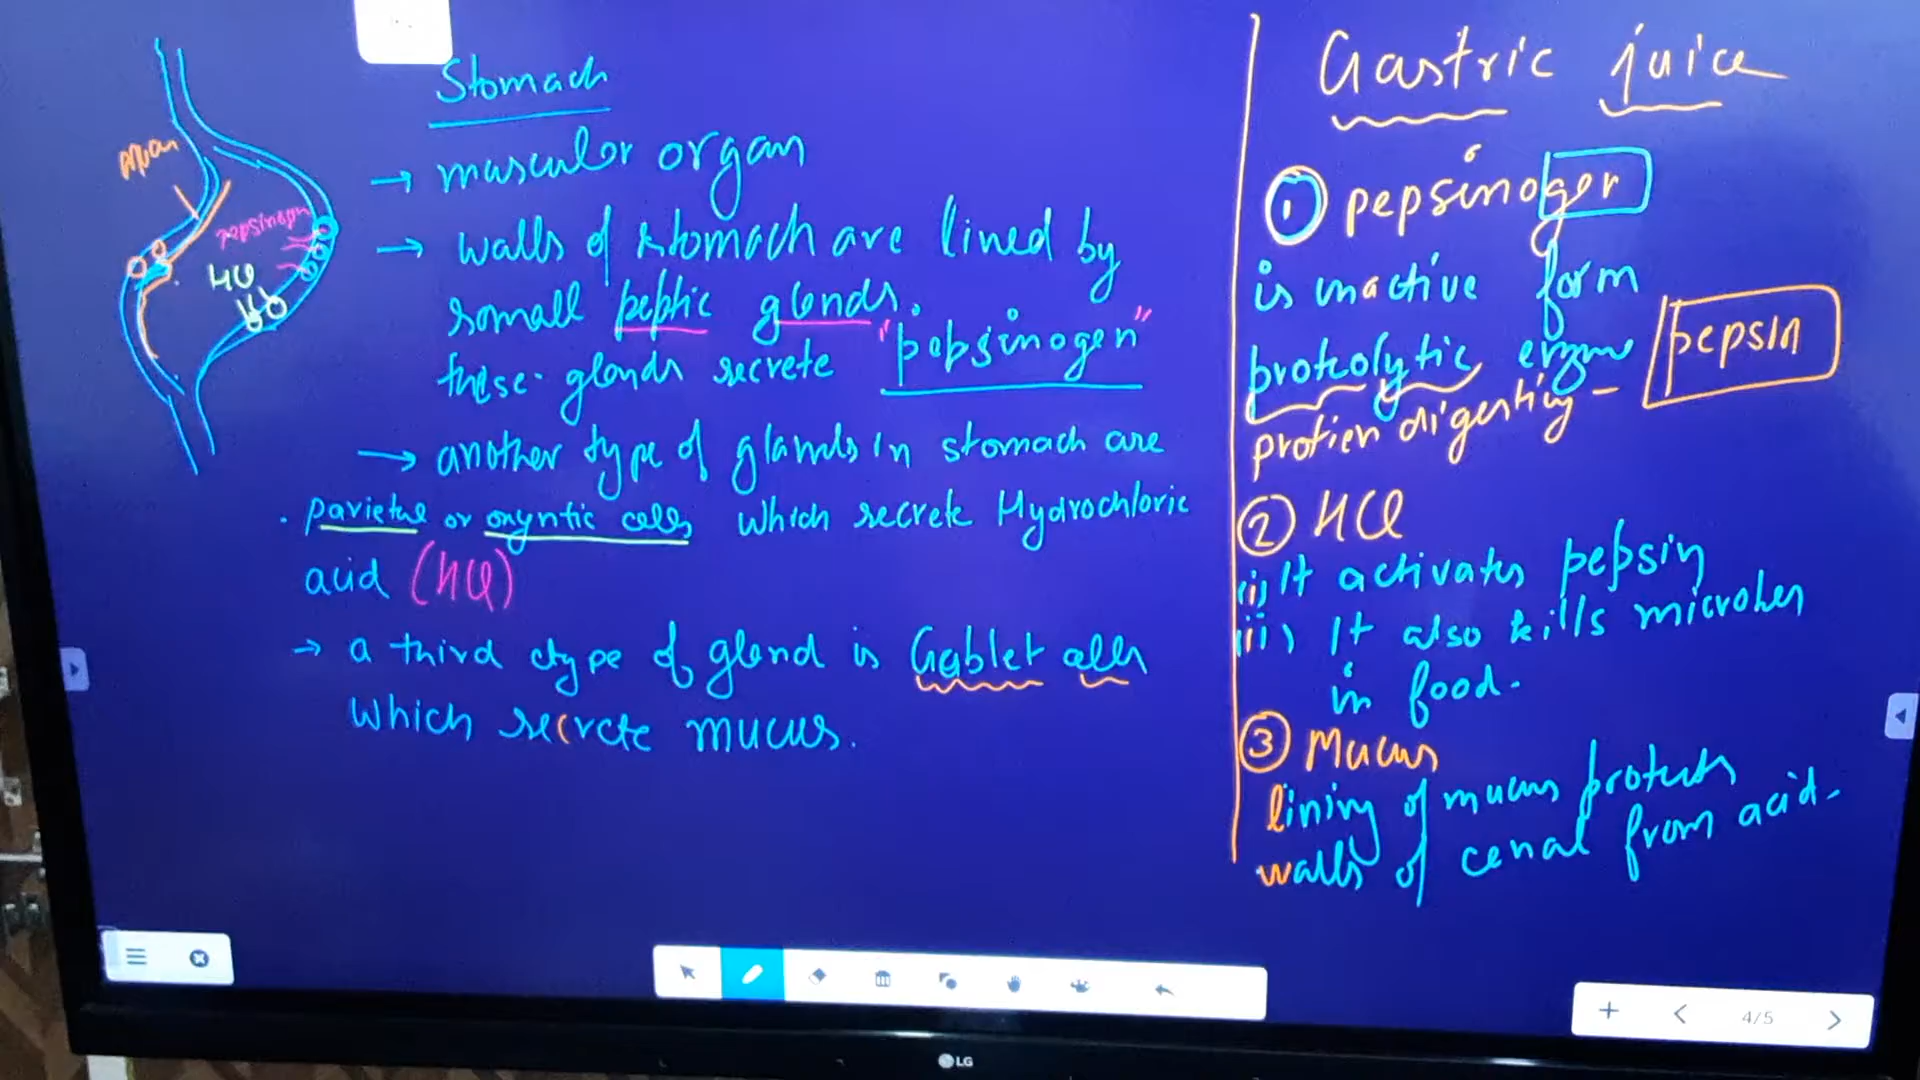 Stomach
→ muscular organ
→ walls of stomach are lined by
small peptic glands.
these glands secrete "pepsinogen"
→ another type of glands in stomach are
parietal or oxyntic cells which secrete Hydrochloric
acid (HCl)
→ a third type of gland is Goblet cells
which secrete mucus.
pepsinogen
HCl
Gastric juice
① pepsinogen
is inactive form
proteolytic enzyme pepsin
protien digesting -
② HCl
(i) It activates pepsin
(ii) It also kills microbes
in food.
③ Mucus
lining of mucus protects
walls of canal from acid.
4/5
LG